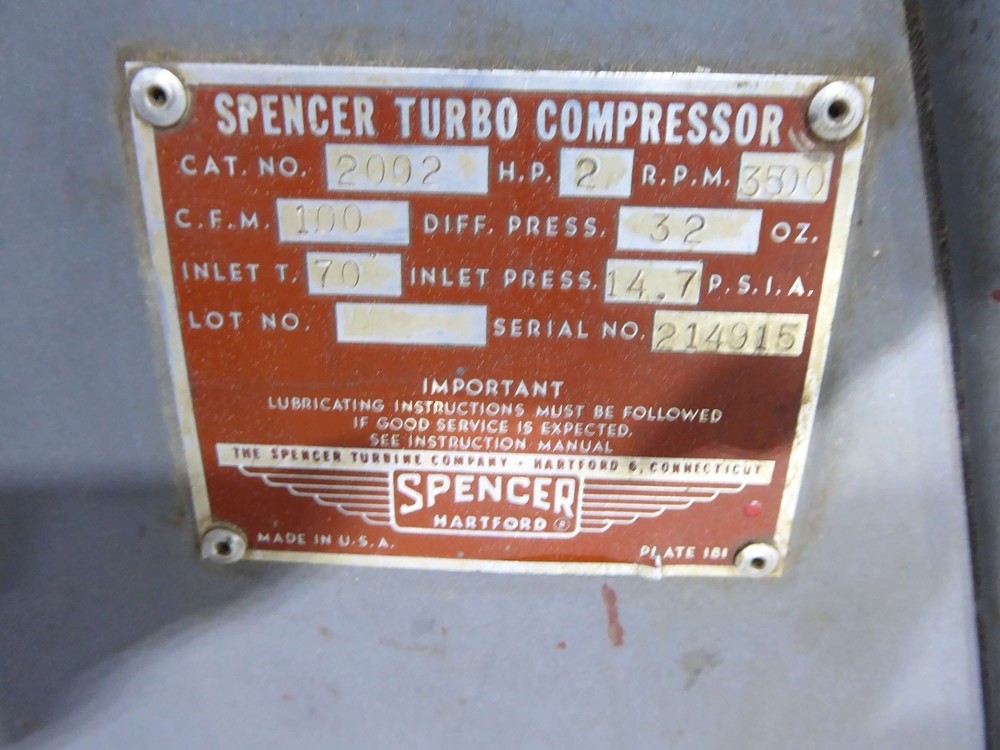 SPENCER TURBO COMPRESSOR
CAT. NO. 2002 H.P. 2 R.P.M. 3500
C.F.M. 100 DIFF. PRESS. 32 OZ.
INLET T. 70° INLET PRESS. 14.7 P.S.I.A.
LOT NO. SERIAL NO. 214915
IMPORTANT
LUBRICATING INSTRUCTIONS MUST BE FOLLOWED
IF GOOD SERVICE IS EXPECTED.
SEE INSTRUCTION MANUAL
THE SPENCER TURBINE COMPANY · HARTFORD 6, CONNECTICUT
SPENCER
HARTFORD ®
MADE IN U.S.A. PLATE 181